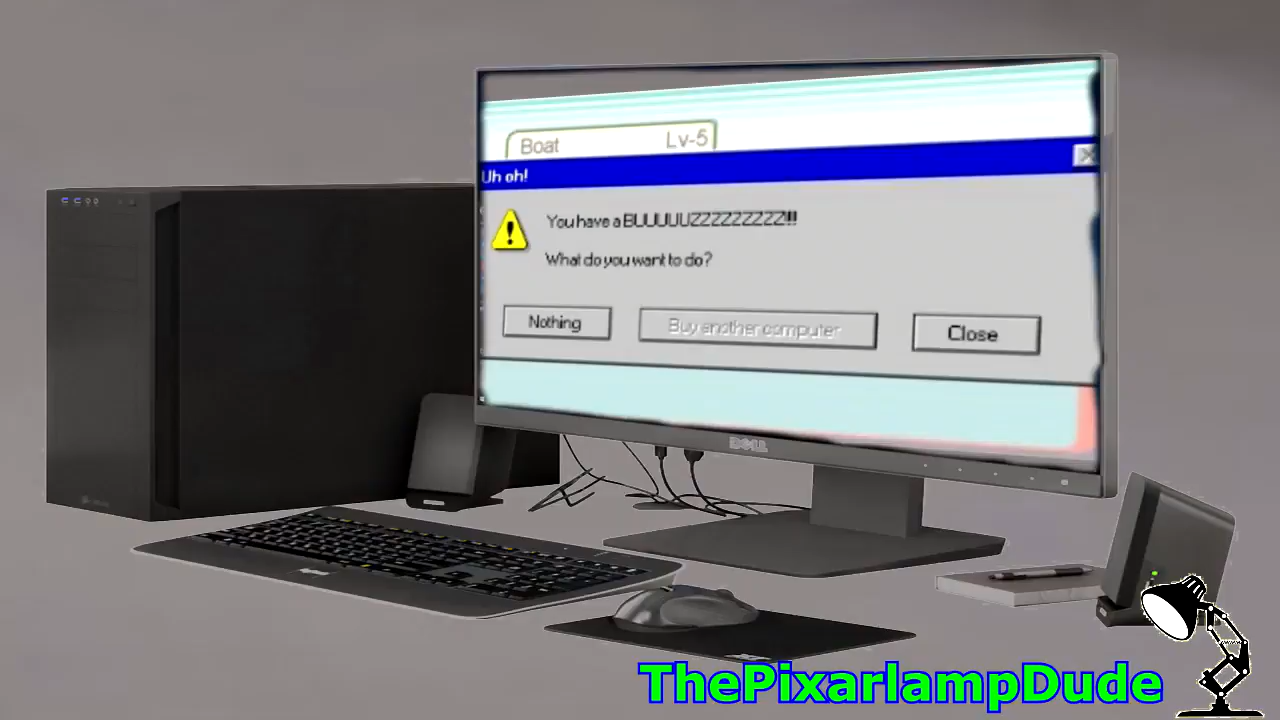 Boat Lv-5
Uh oh!
You have a BUUUUUZZZZZZZZZZ!!!
What do you want to do?
Nothing Buy another computer Close
DELL
ThePixarlampDude